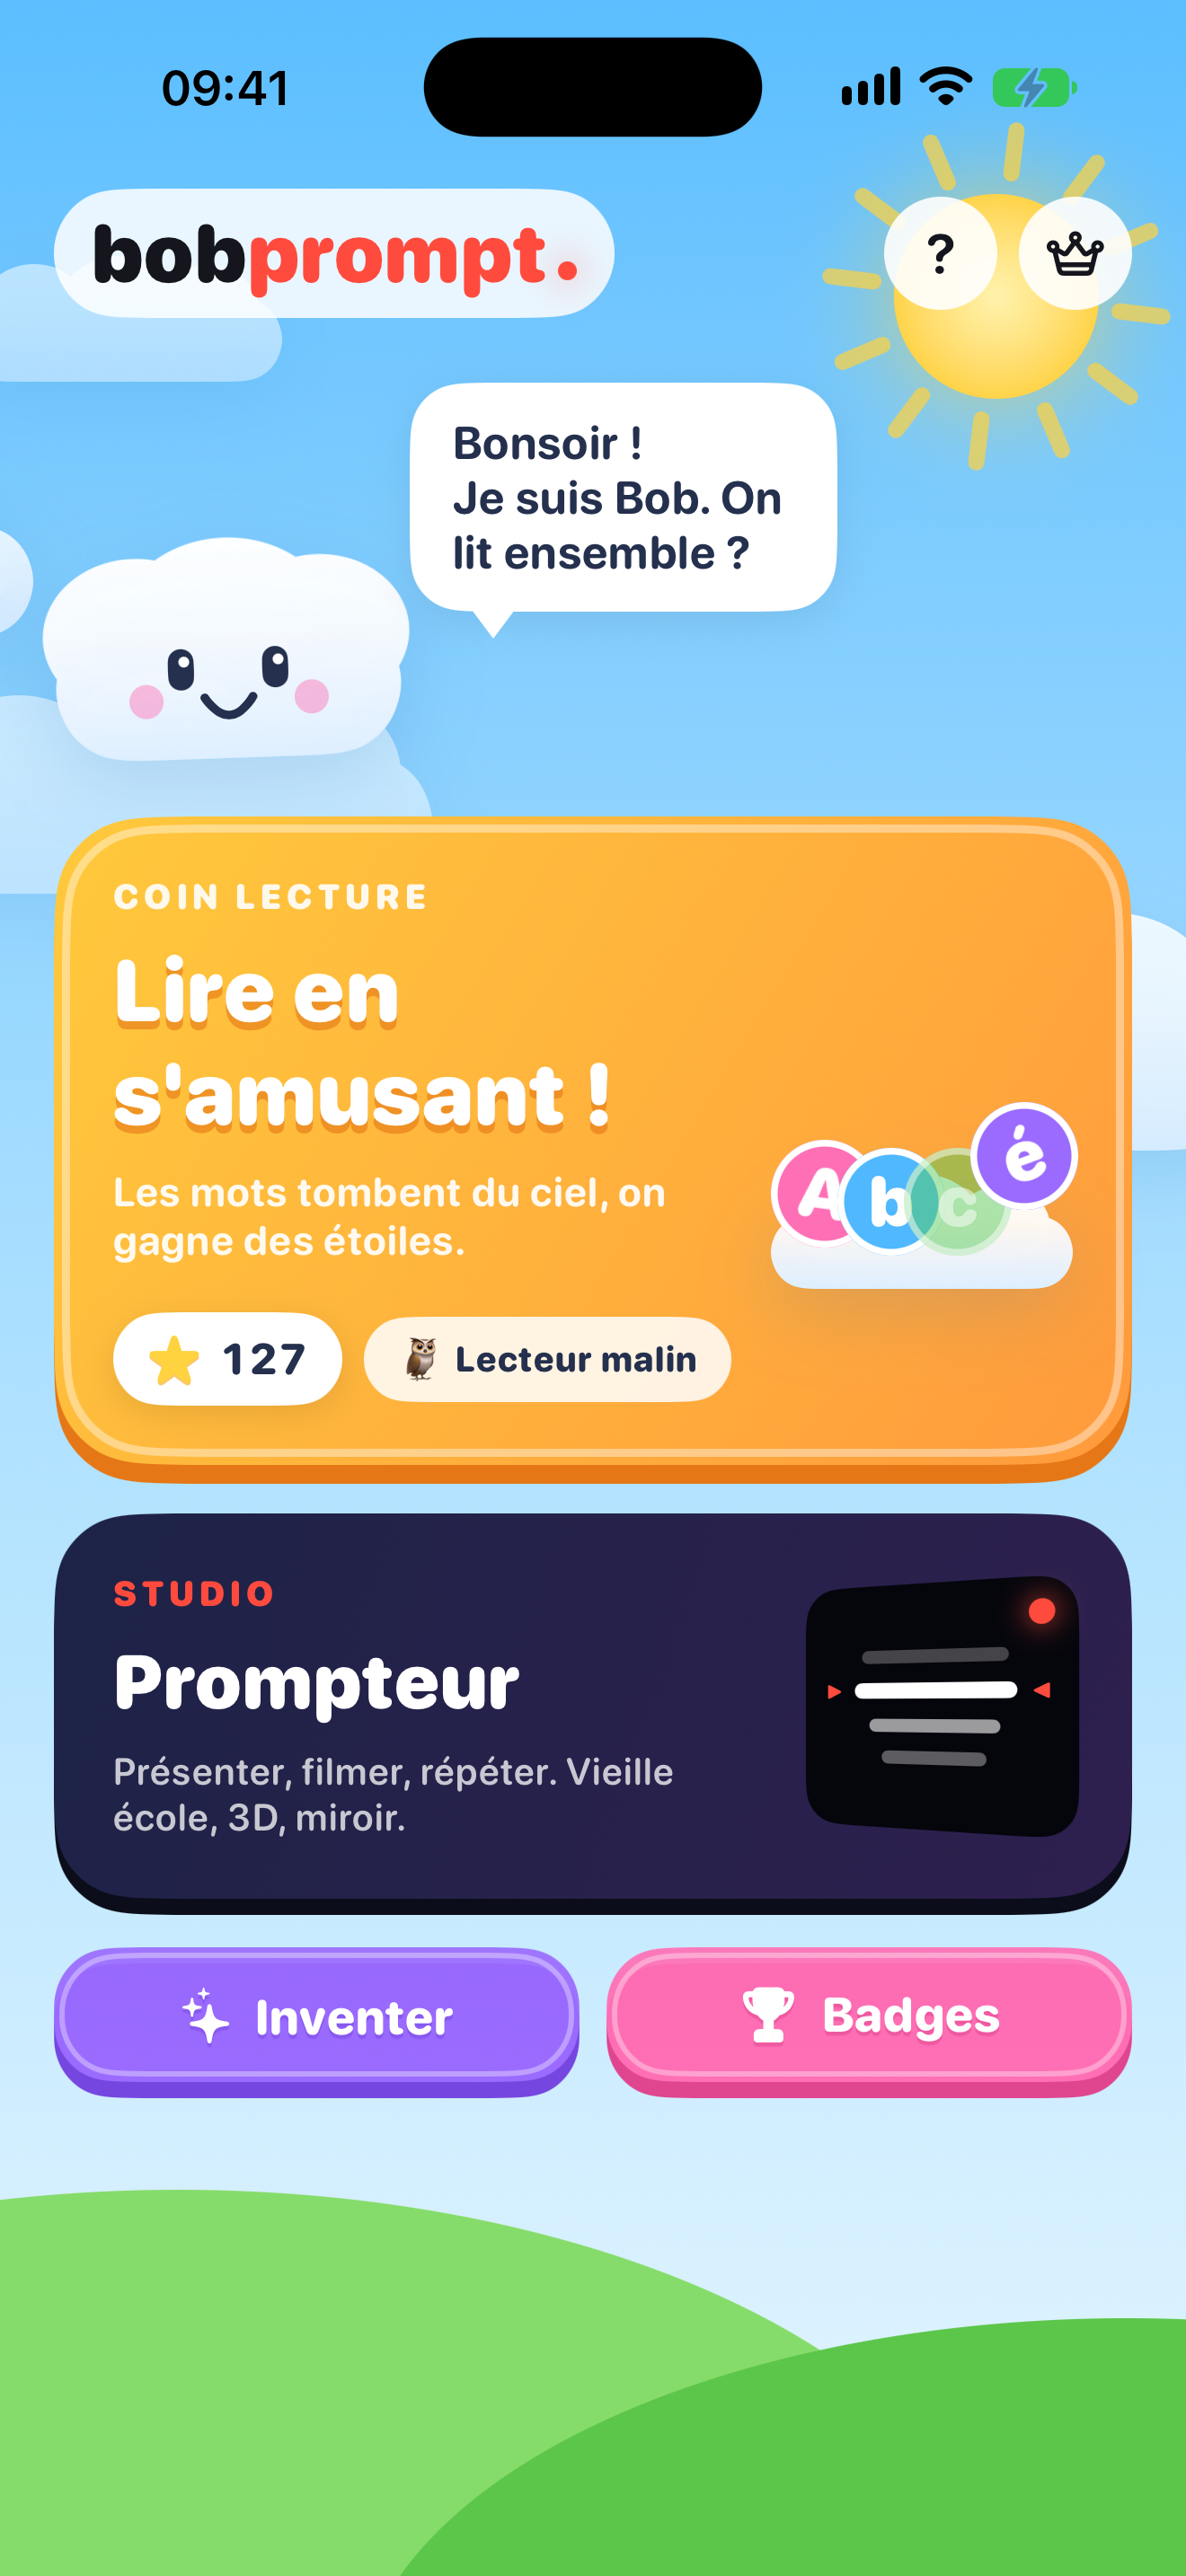 09:41
bobprompt.
?
Bonsoir !
Je suis Bob. On
lit ensemble ?
COIN LECTURE
Lire en
s'amusant !
Les mots tombent du ciel, on
gagne des étoiles.
A b c é
127
Lecteur malin
STUDIO
Prompteur
Présenter, filmer, répéter. Vieille
école, 3D, miroir.
Inventer
Badges